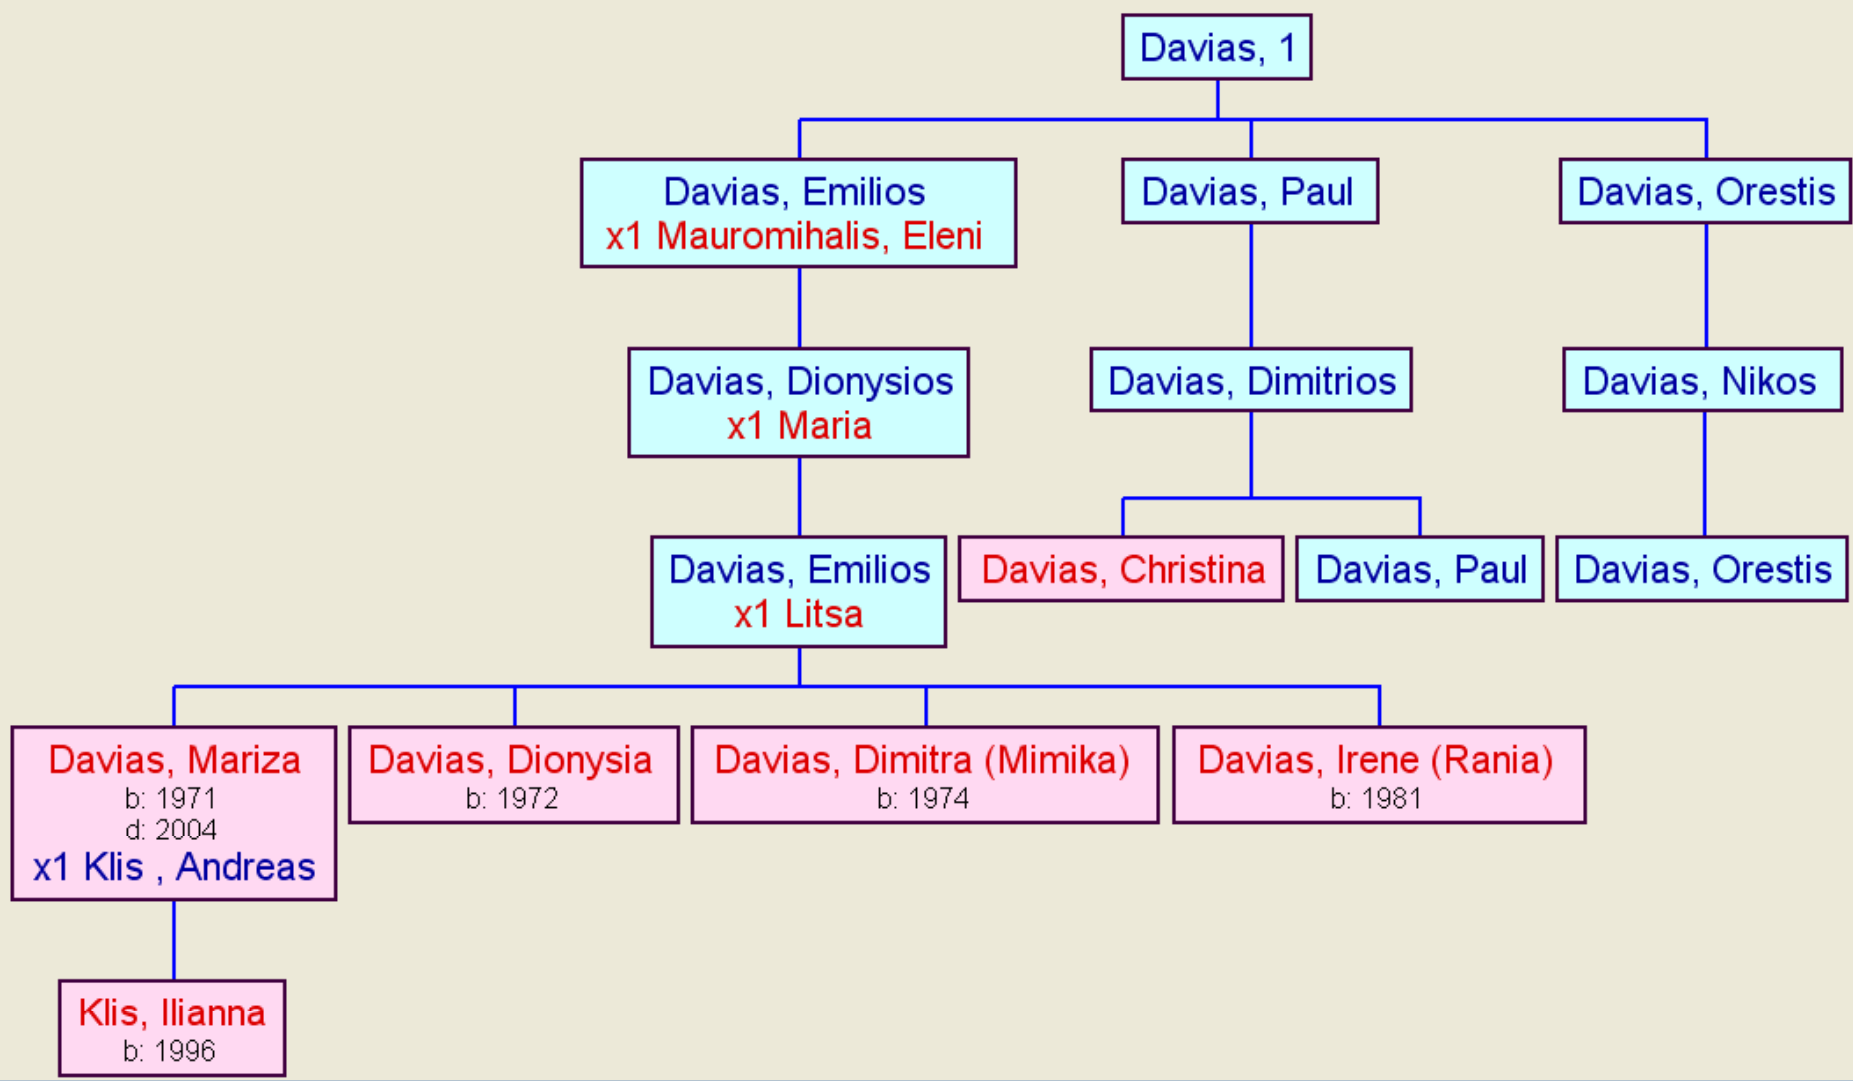 Davias, 1
Davias, Emilios
x1 Mauromihalis, Eleni
Davias, Paul
Davias, Orestis
Davias, Dionysios
x1 Maria
Davias, Dimitrios
Davias, Nikos
Davias, Emilios
x1 Litsa
Davias, Christina
Davias, Paul
Davias, Orestis
Davias, Mariza
b: 1971
d: 2004
x1 Klis , Andreas
Davias, Dionysia
b: 1972
Davias, Dimitra (Mimika)
b: 1974
Davias, Irene (Rania)
b: 1981
Klis, Ilianna
b: 1996